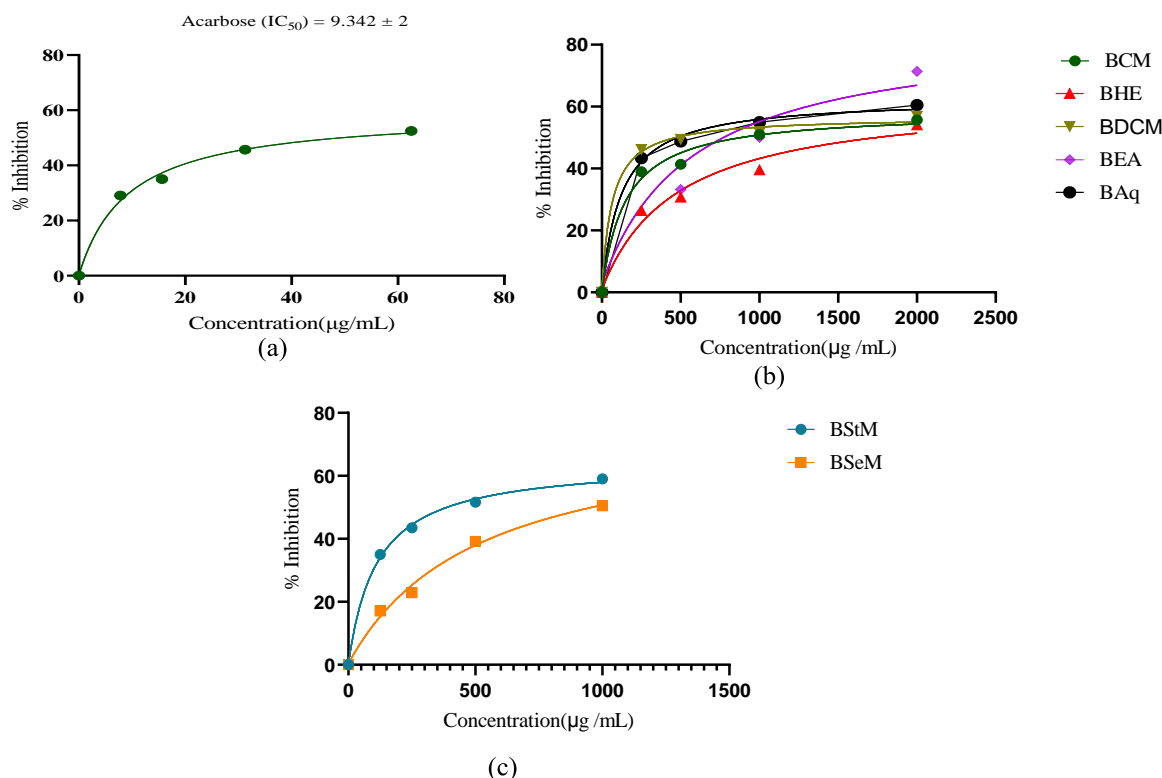 Acarbose (IC50) = 9.342 ± 2
80
60
40
20
0
% Inhibition
0 20 40 60 80
Concentration(µg/mL)
(a)
80
60
40
20
0
% Inhibition
0 500 1000 1500 2000 2500
Concentration(µg /mL)
(b)
BCM
BHE
BDCM
BEA
BAq
80
60
40
20
0
% Inhibition
0 500 1000 1500
Concentration(µg /mL)
(c)
BStM
BSeM